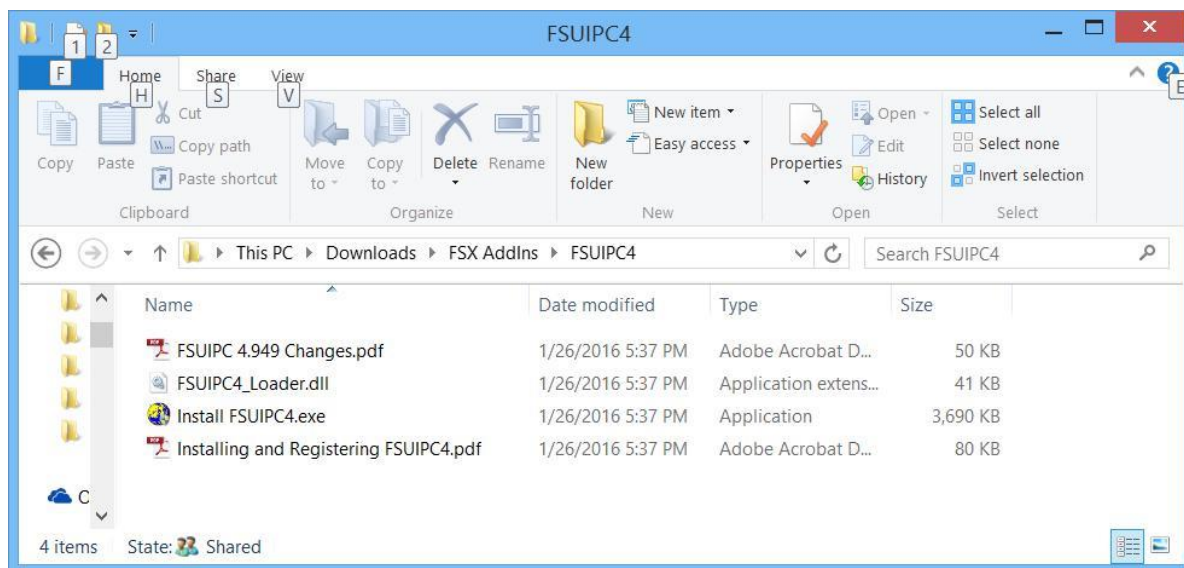 FSUIPC4
1 2
F Home Share View
H S V E
Copy Paste Cut Copy path Paste shortcut Move to Copy to Delete Rename New folder New item Easy access Properties Open Edit History Select all Select none Invert selection
Clipboard Organize New Open Select
This PC Downloads FSX AddIns FSUIPC4 Search FSUIPC4
Name Date modified Type Size
FSUIPC 4.949 Changes.pdf 1/26/2016 5:37 PM Adobe Acrobat D... 50 KB
FSUIPC4_Loader.dll 1/26/2016 5:37 PM Application extens... 41 KB
Install FSUIPC4.exe 1/26/2016 5:37 PM Application 3,690 KB
Installing and Registering FSUIPC4.pdf 1/26/2016 5:37 PM Adobe Acrobat D... 80 KB
4 items State: Shared